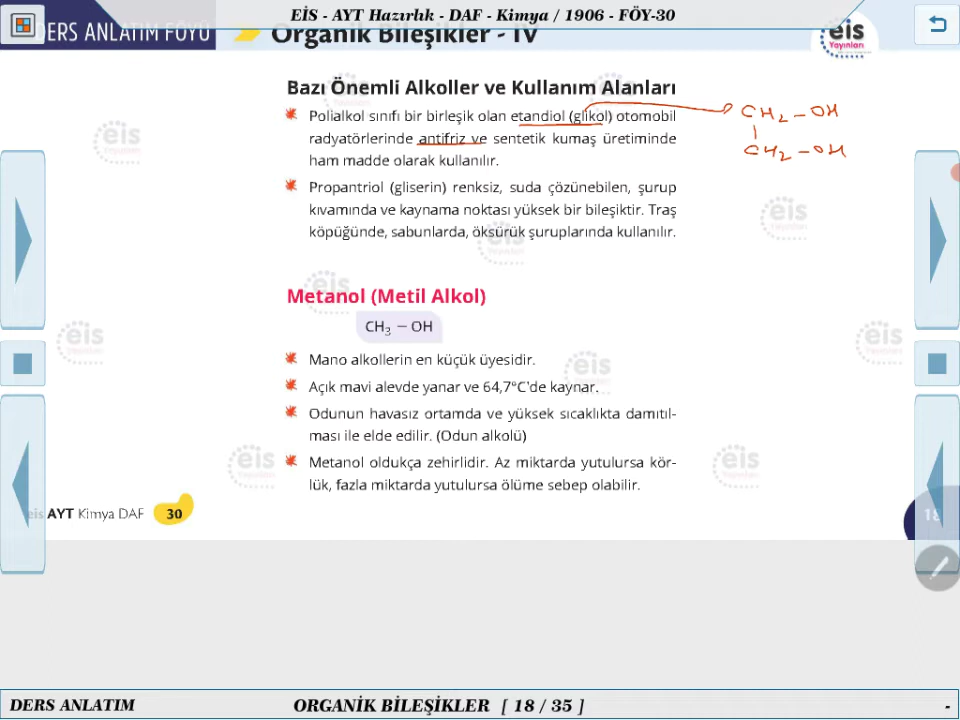 EİS - AYT Hazırlık - DAF - Kimya / 1906 - FÖY-30
DERS ANLATIM FÖYÜ
Organik Bileşikler - IV
eis
Yayınları
Bazı Önemli Alkoller ve Kullanım Alanları
Polialkol sınıfı bir birleşik olan etandiol (glikol) otomobil
radyatörlerinde antifriz ve sentetik kumaş üretiminde
ham madde olarak kullanılır.
CH2 - OH
|
CH2 - OH
Propantriol (gliserin) renksiz, suda çözünebilen, şurup
kıvamında ve kaynama noktası yüksek bir bileşiktir. Traş
köpüğünde, sabunlarda, öksürük şuruplarında kullanılır.
Metanol (Metil Alkol)
CH3 — OH
Mano alkollerin en küçük üyesidir.
Açık mavi alevde yanar ve 64,7°C'de kaynar.
Odunun havasız ortamda ve yüksek sıcaklıkta damıtıl-
ması ile elde edilir. (Odun alkolü)
Metanol oldukça zehirlidir. Az miktarda yutulursa kör-
lük, fazla miktarda yutulursa ölüme sebep olabilir.
eis AYT Kimya DAF 30
18
DERS ANLATIM
ORGANİK BİLEŞİKLER [ 18 / 35 ]
-